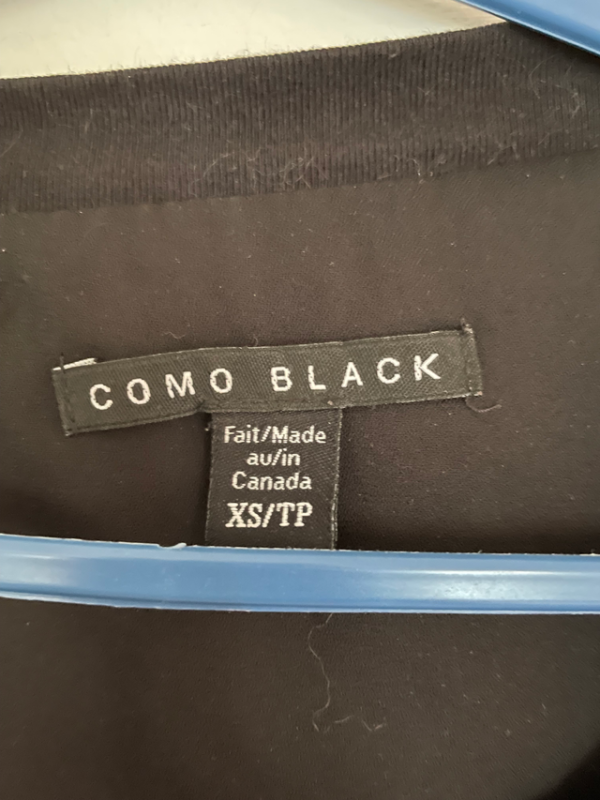 COMO BLACK
Fait/Made
au/in
Canada
XS/TP